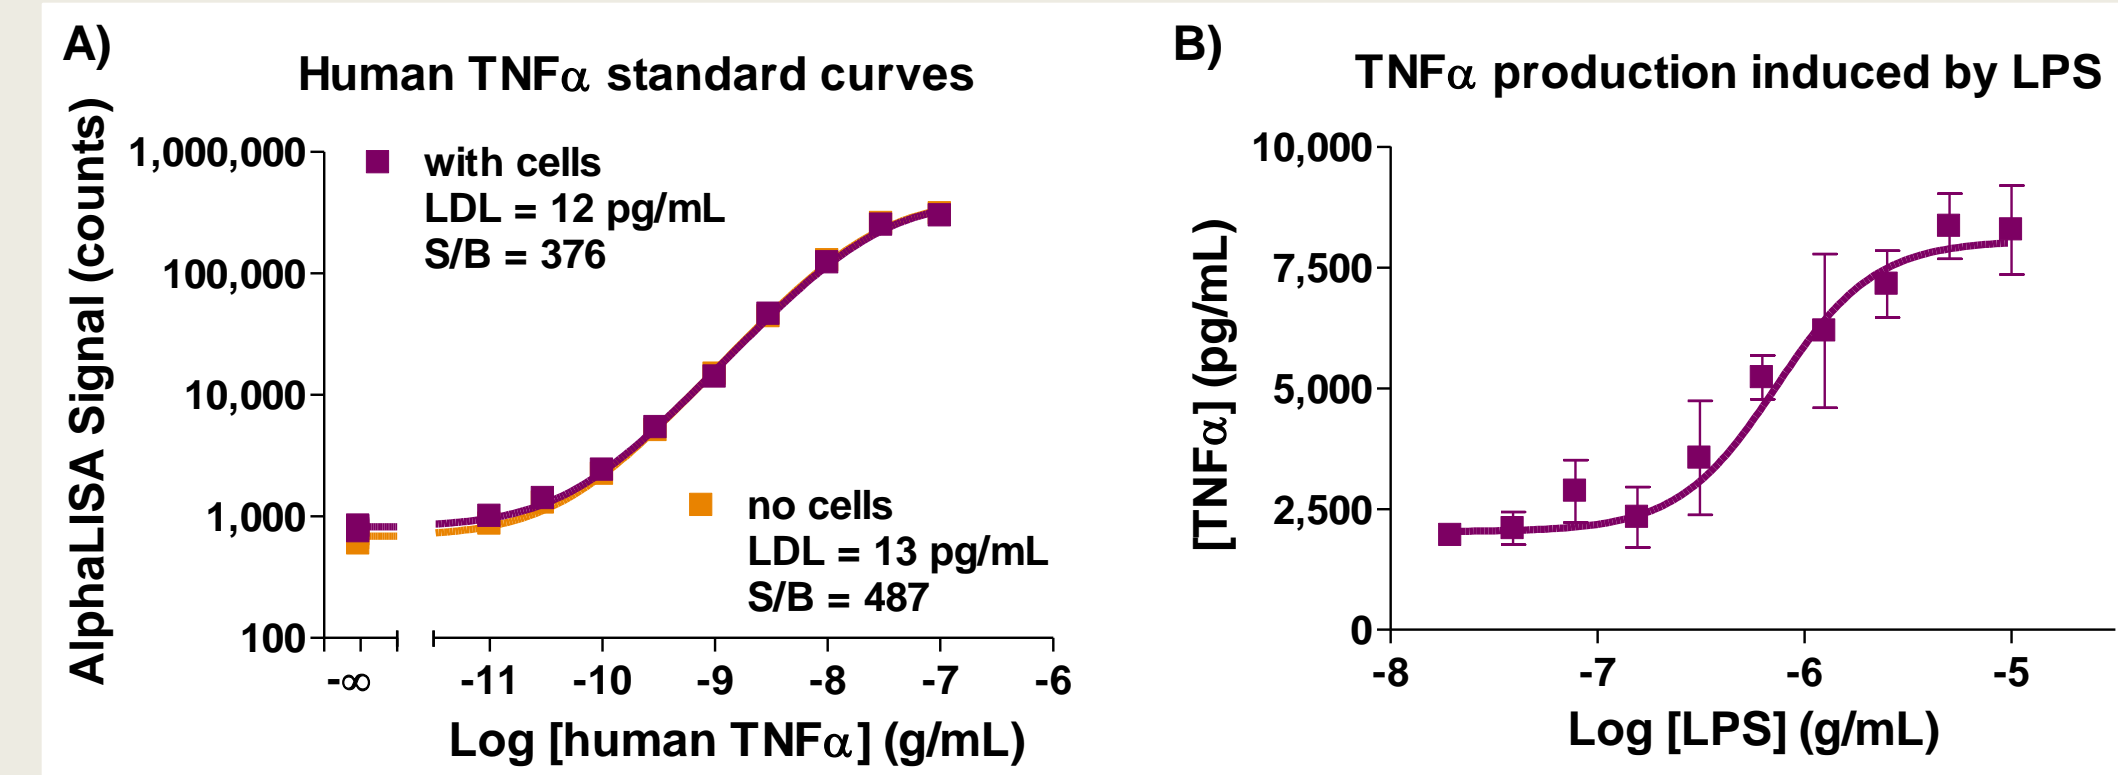 A)
Human TNFα standard curves
AlphaLISA Signal (counts)
1,000,000
100,000
10,000
1,000
100
with cells
LDL = 12 pg/mL
S/B = 376
no cells
LDL = 13 pg/mL
S/B = 487
-∞ -11 -10 -9 -8 -7 -6
Log [human TNFα] (g/mL)
B)
TNFα production induced by LPS
[TNFα] (pg/mL)
10,000
7,500
5,000
2,500
0
-8 -7 -6 -5
Log [LPS] (g/mL)